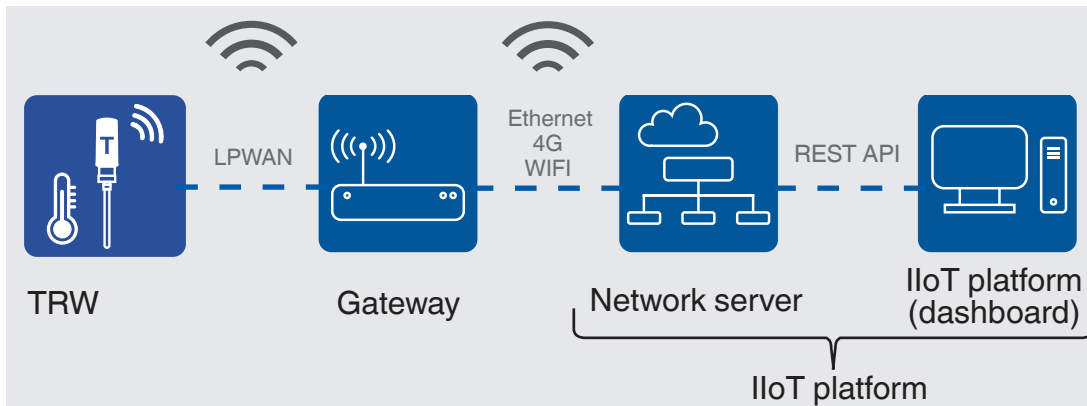 T
LPWAN
Ethernet
4G
WIFI
REST API
TRW
Gateway
Network server
IIoT platform
(dashboard)
IIoT platform